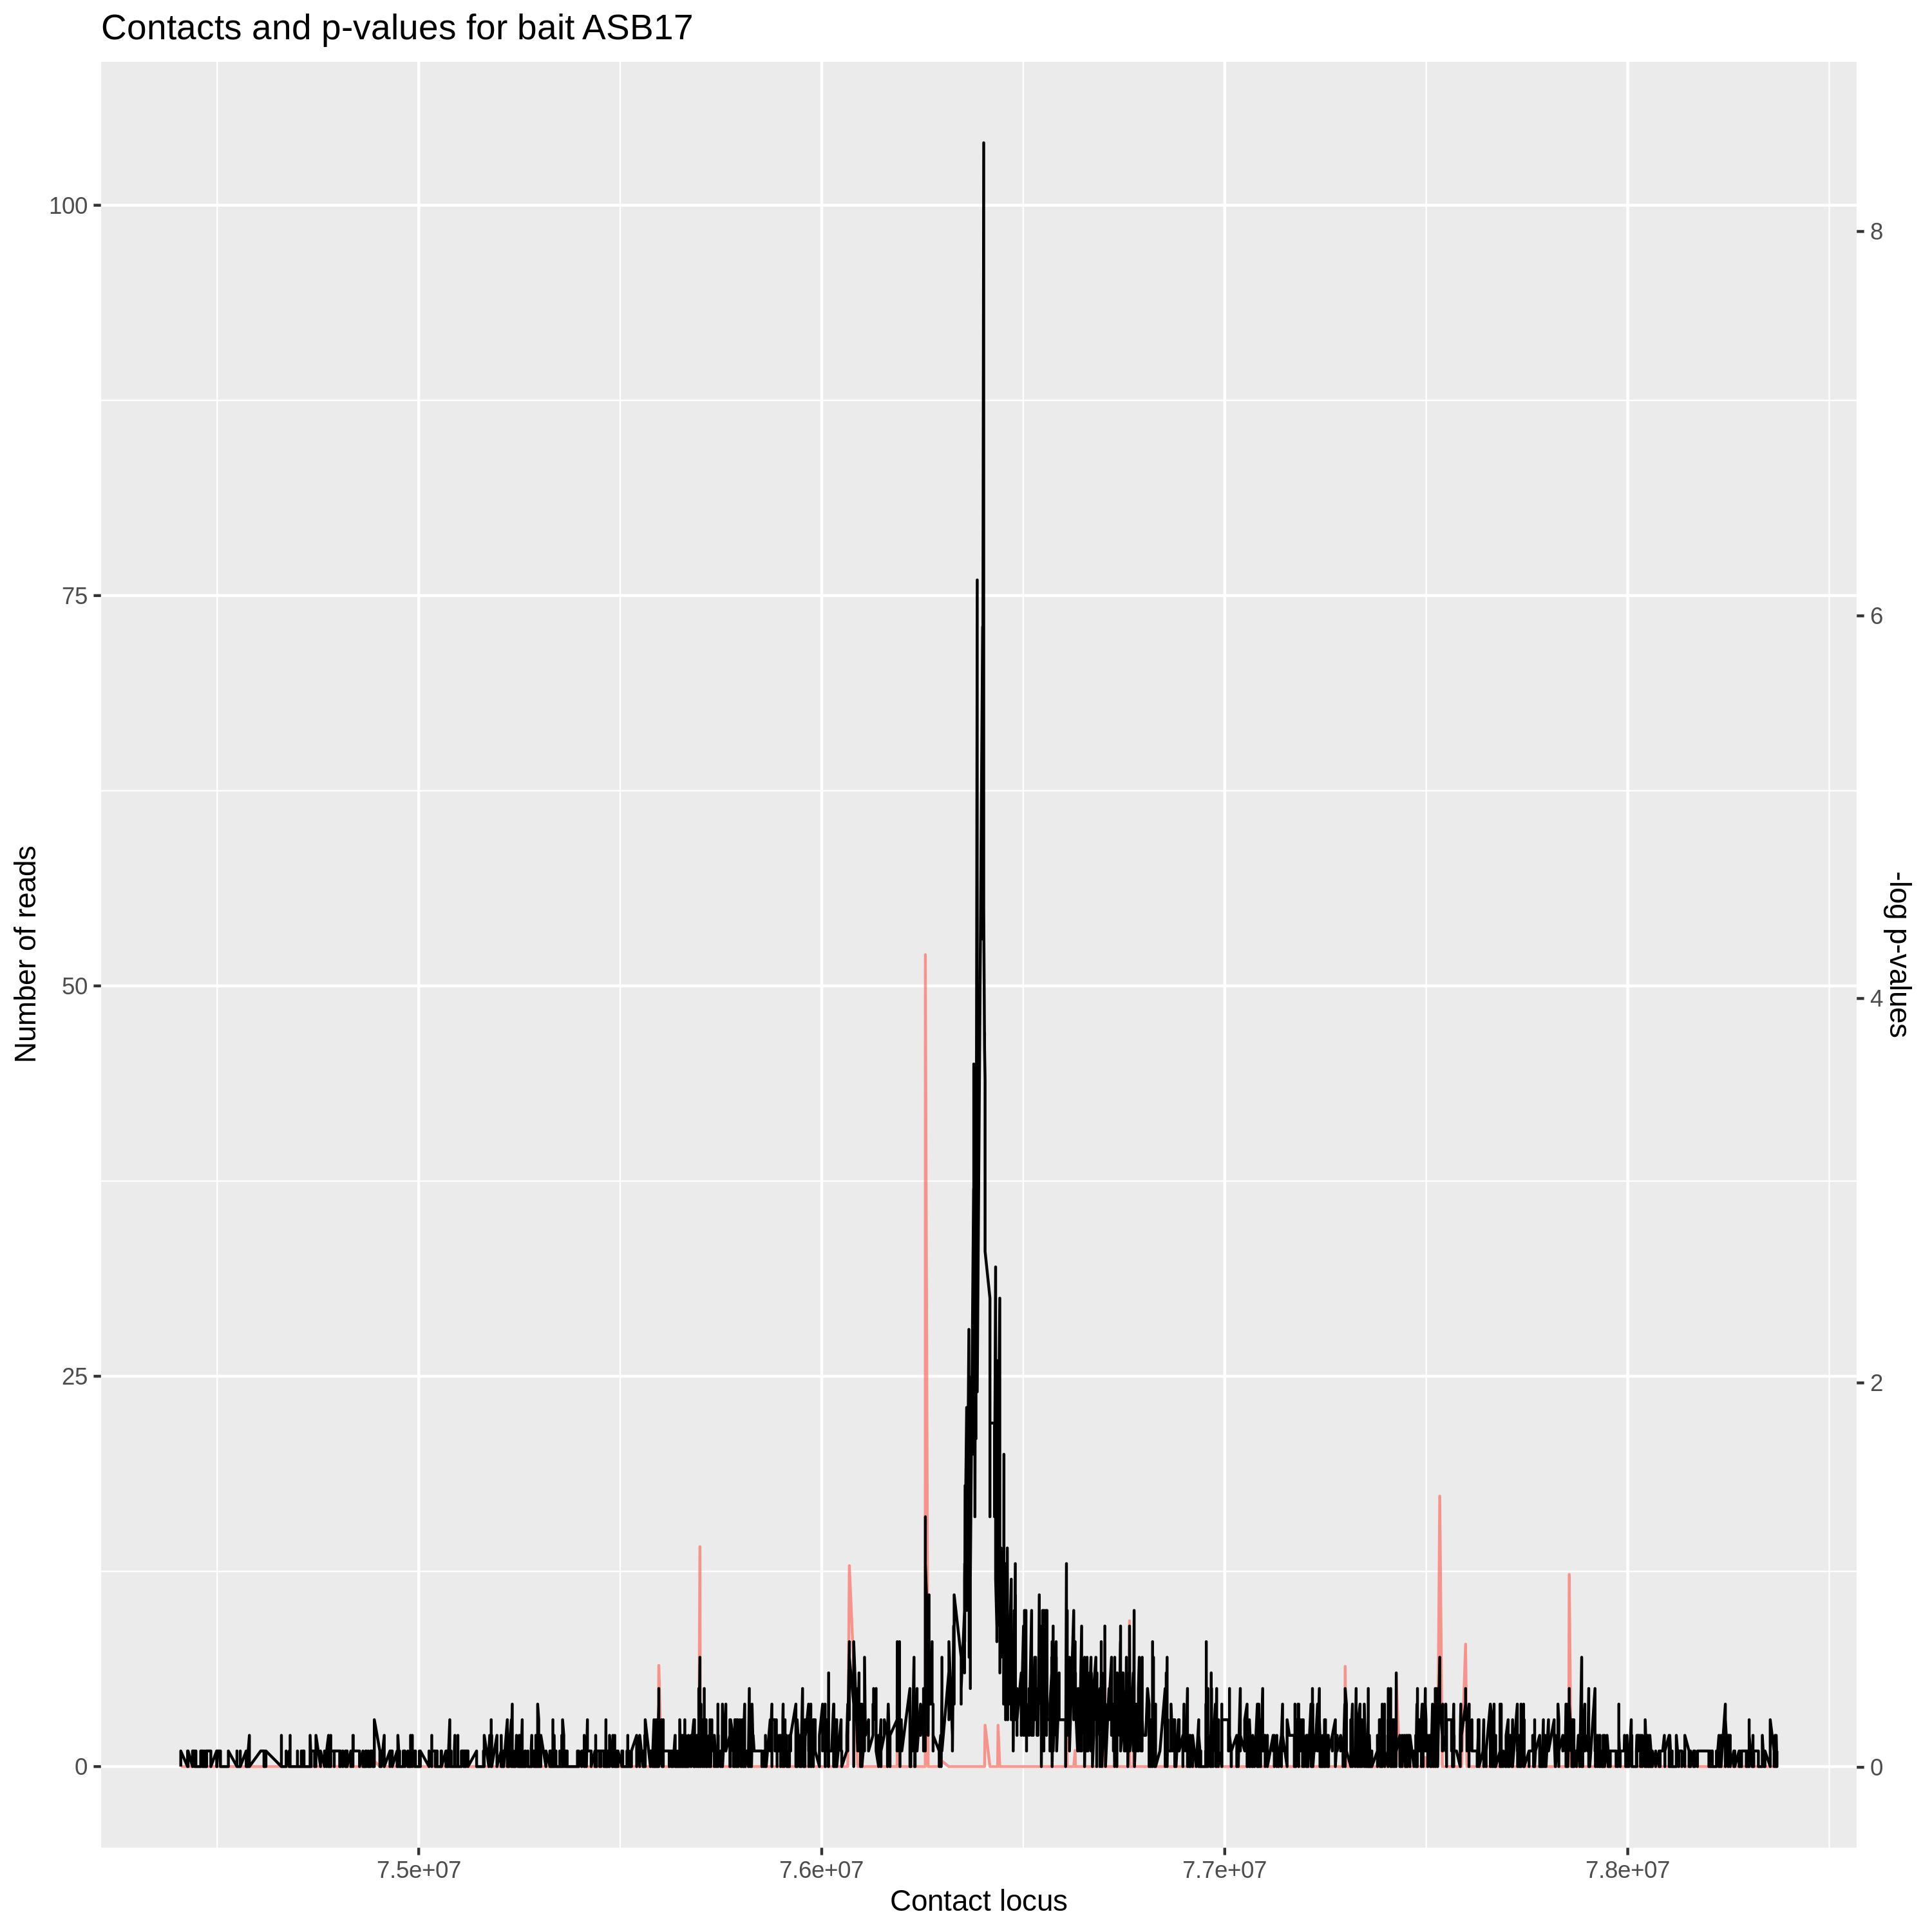 Contacts and p-values for bait ASB17
100
75
50
25
0
Number of reads
8
6
4
2
0
-log p-values
7.5e+07
7.6e+07
7.7e+07
7.8e+07
Contact locus